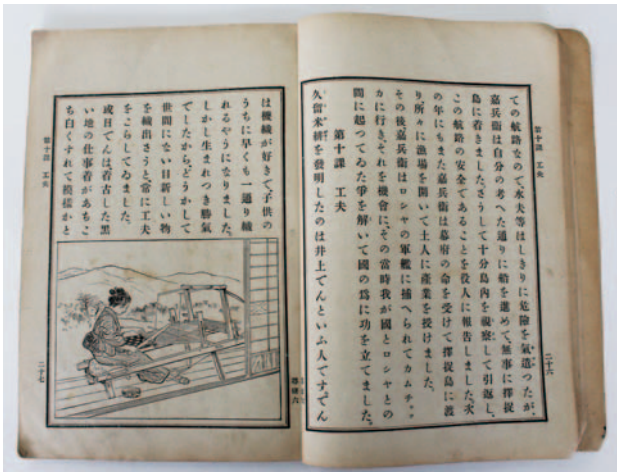 第十課 工夫
ての航路なので、水夫等はしきりに危險を氣遣つたが、
嘉兵衞は自分の考へた通りに船を進めて、無事に擇捉
島に着きました。さうして十分島內を視察して引返し、
この航路の安全であることを役人に報告しました。次
の年にもまた嘉兵衞は幕府の命を受けて擇捉島に渡
り、所々に漁場を開いて土人に產業を授けました。
その後嘉兵衞はロシヤの軍艦に捕へられてカムチャッ
カに行き、それを機會に、その當時我が國とロシヤとの
間に起つてゐた爭を解いて國の爲に功を立てました。
第十課 工夫
久留米絣を發明したのは井上でんといふ人です。でん
二十六
は機織が好きで、子供の
うちに早くも一通り織
れるやうになりました。
しかし生まれつき勝氣
でしたから、どうかして
世間にない目新しい物
を織出さうと、常に工夫
をこらしてゐました。
或日でんは、着古した黑
い地の仕事着があちこ
ち白くすれて模樣かと
第十課 工夫
二十七